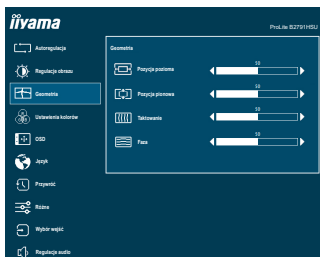 iiyama
ProLite B2791HSU
Autoregulacja
Regulacja obrazu
Geometria
Ustawienia kolorów
OSD
Język
Przywróć
Różne
Wybór wejść
Regulacja audio
Geometria
50
Pozycja pozioma
50
Pozycja pionowa
50
Taktowanie
50
Faza